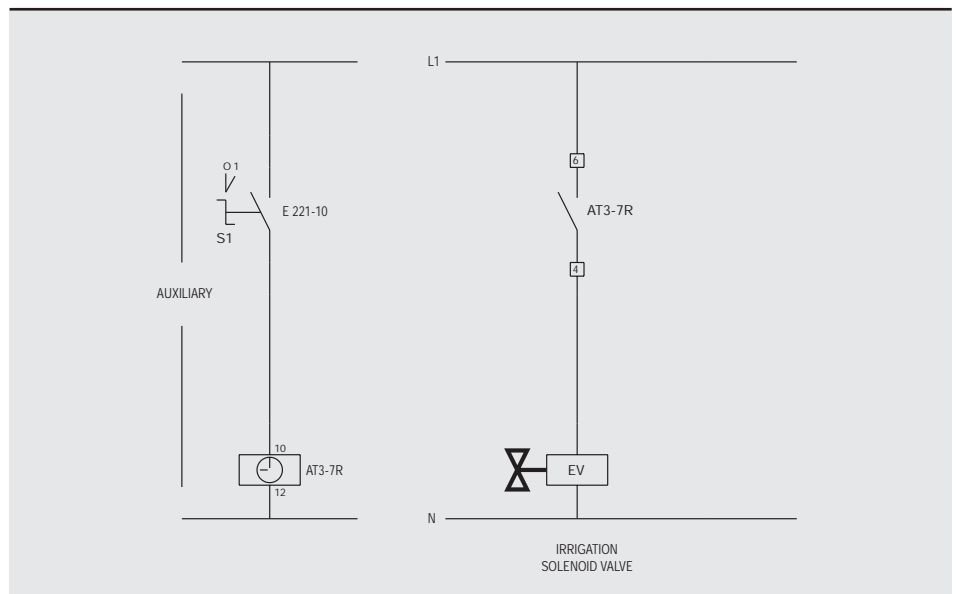 L1
O 1
6
E 221-10
AT3-7R
S1
4
AUXILIARY
10
AT3-7R
EV
12
N
IRRIGATION
SOLENOID VALVE